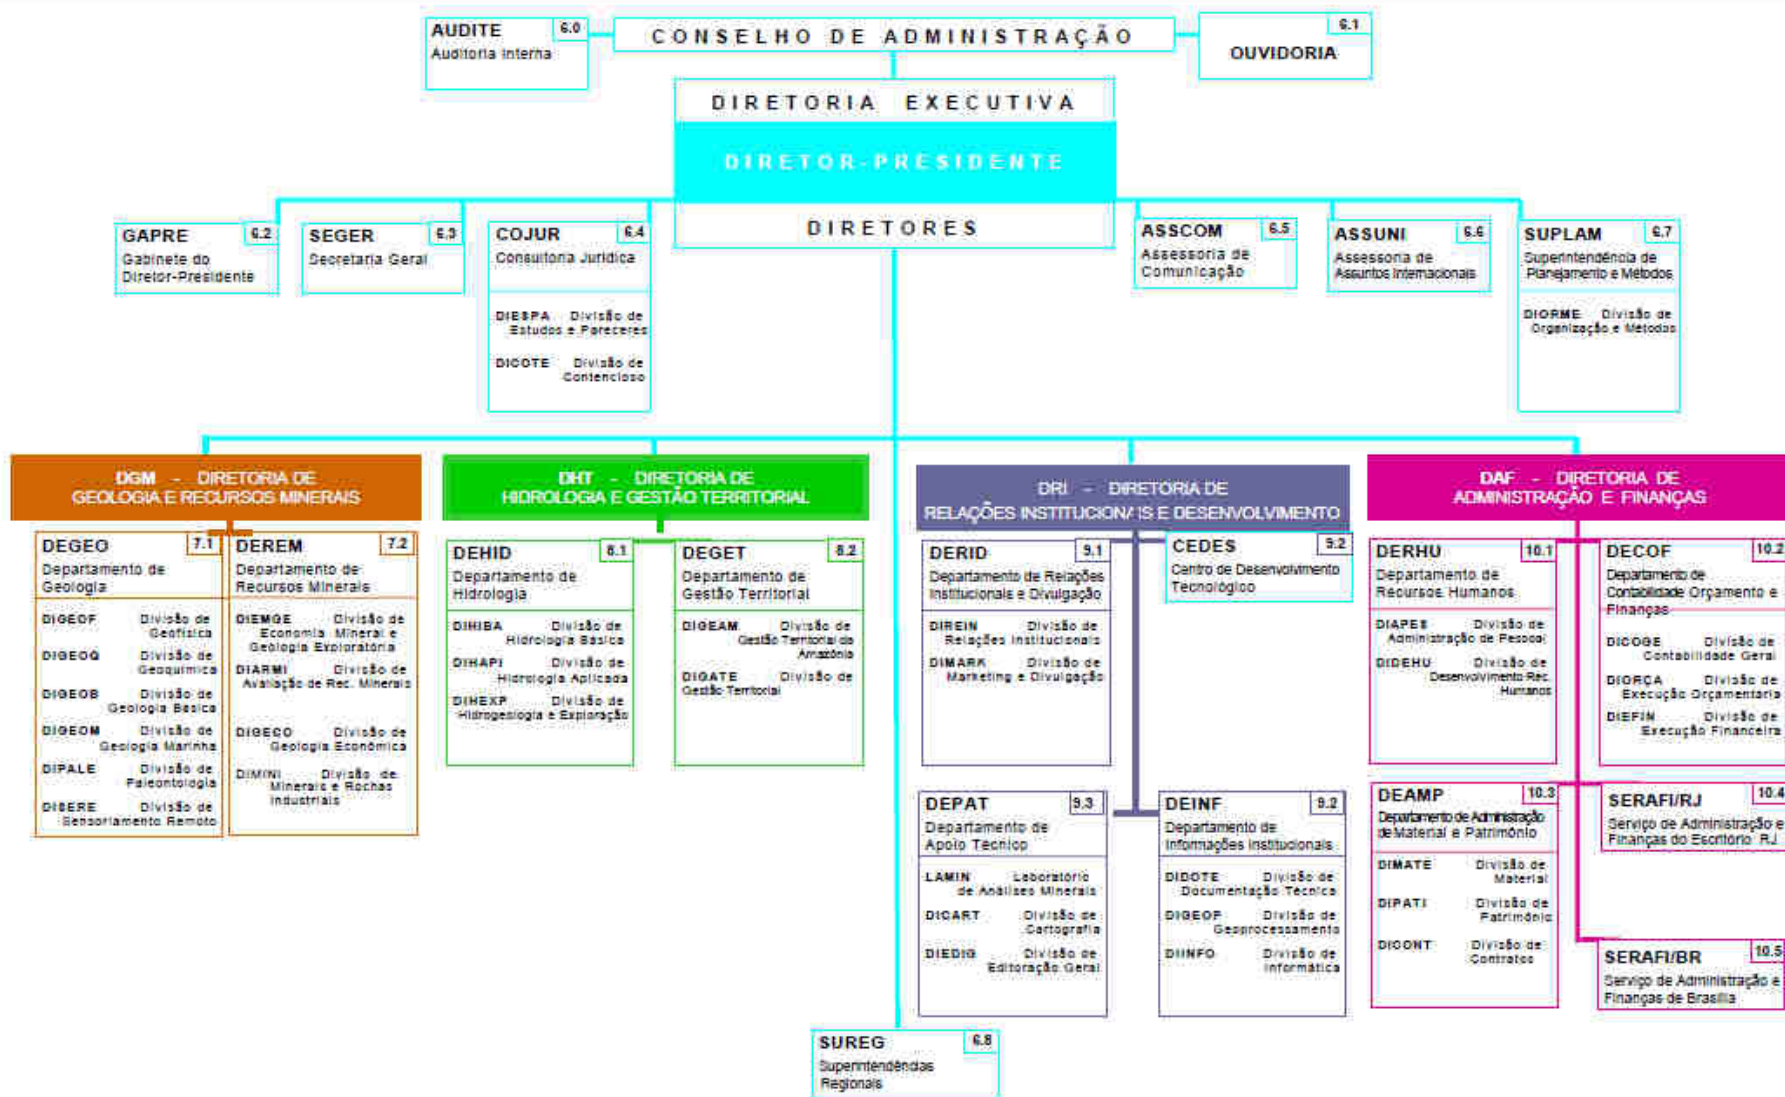 AUDITE 6.0
Auditoria Interna
CONSELHO DE ADMINISTRAÇÃO
6.1
OUVIDORIA
DIRETORIA EXECUTIVA
DIRETOR-PRESIDENTE
DIRETORES
GAPRE 6.2
Gabinete do
Diretor-Presidente
SEGER 6.3
Secretaria Geral
COJUR 6.4
Consultoria Jurídica
DIESPA Divisão de
Estudos e Pareceres
DICOTE Divisão de
Contencioso
ASSCOM 6.5
Assessoria de
Comunicação
ASSUNI 6.6
Assessoria de
Assuntos Internacionais
SUPLAM 6.7
Superintendência de
Planejamento e Métodos
DIORME Divisão de
Organização e Métodos
DGM - DIRETORIA DE
GEOLOGIA E RECURSOS MINERAIS
DEGEO 7.1
Departamento de
Geologia
DIGEOF Divisão de
Geofísica
DIGEOQ Divisão de
Geoquímica
DIGEOB Divisão de
Geologia Básica
DIGEOM Divisão de
Geologia Marinha
DIPALE Divisão de
Paleontologia
DISERE Divisão de
Sensoriamento Remoto
DEREM 7.2
Departamento de
Recursos Minerais
DIEMGE Divisão de
Economia Mineral e
Geologia Exploratória
DIARMI Divisão de
Avaliação de Rec. Minerais
DIGECO Divisão de
Geologia Econômica
DIMINI Divisão de
Minerais e Rochas
Industriais
DHT - DIRETORIA DE
HIDROLOGIA E GESTÃO TERRITORIAL
DEHID 8.1
Departamento de
Hidrologia
DIHIBA Divisão de
Hidrologia Básica
DIHAPI Divisão de
Hidrologia Aplicada
DIHEXP Divisão de
Hidrogeologia e Exploração
DEGET 8.2
Departamento de
Gestão Territorial
DIGEAM Divisão de
Gestão Territorial da
Amazônia
DIGATE Divisão de
Gestão Territorial
DRI - DIRETORIA DE
RELAÇÕES INSTITUCIONAIS E DESENVOLVIMENTO
DERID 9.1
Departamento de Relações
Institucionais e Divulgação
DIREIN Divisão de
Relações Institucionais
DIMARK Divisão de
Marketing e Divulgação
CEDES 9.2
Centro de Desenvolvimento
Tecnológico
DEPAT 9.3
Departamento de
Apoio Técnico
LAMIN Laboratório
de Análises Minerais
DICART Divisão de
Cartografia
DIEDIG Divisão de
Editoração Geral
DEINF 9.2
Departamento de
Informações Institucionais
DIDOTE Divisão de
Documentação Técnica
DIGEOP Divisão de
Geoprocessamento
DIINFO Divisão de
Informática
DAF - DIRETORIA DE
ADMINISTRAÇÃO E FINANÇAS
DERHU 10.1
Departamento de
Recursos Humanos
DIAPES Divisão de
Administração de Pessoal
DIDEHU Divisão de
Desenvolvimento Rec.
Humanos
DECOF 10.2
Departamento de
Contabilidade Orçamento e
Finanças
DICOGE Divisão de
Contabilidade Geral
DIORÇA Divisão de
Execução Orçamentária
DIEFIN Divisão de
Execução Financeira
DEAMP 10.3
Departamento de Administração
de Material e Patrimônio
DIMATE Divisão de
Material
DIPATI Divisão de
Patrimônio
DICONT Divisão de
Contratos
SERAFI/RJ 10.4
Serviço de Administração e
Finanças do Escritório RJ
SERAFI/BR 10.5
Serviço de Administração e
Finanças de Brasília
SUREG 6.8
Superintendências
Regionais